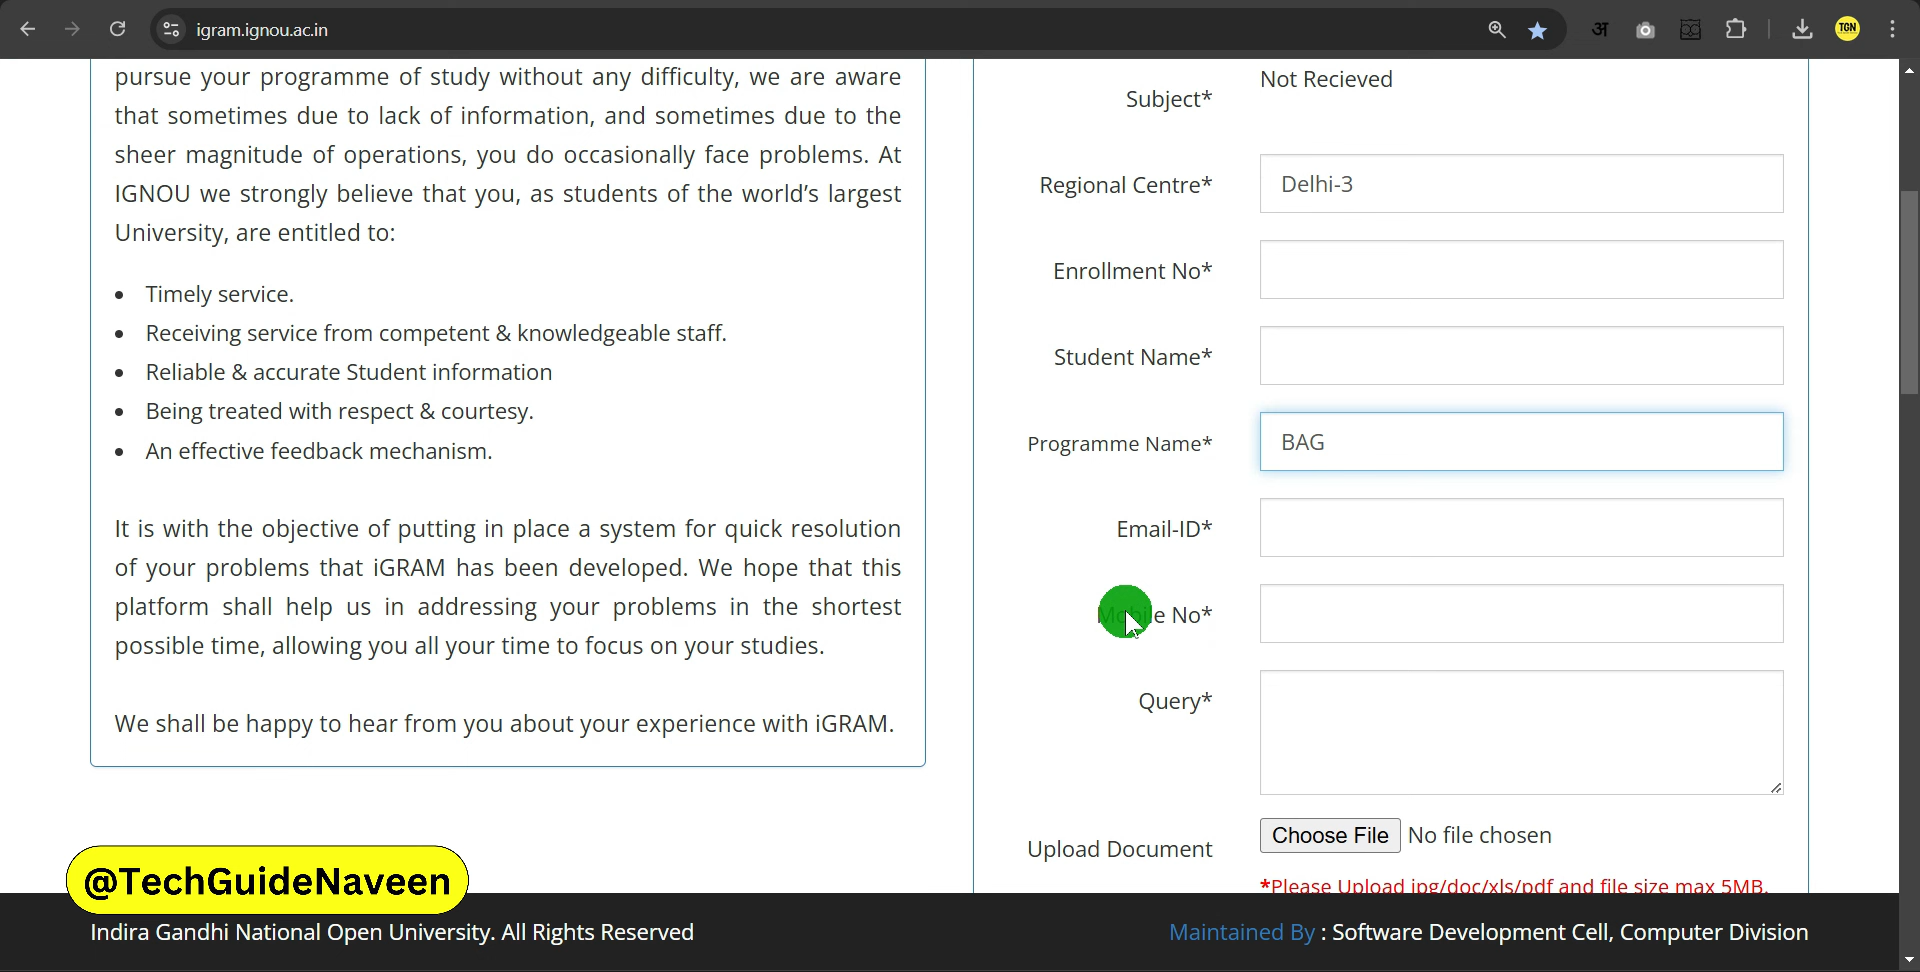 igram.ignou.ac.in
अ
TGN
pursue your programme of study without any difficulty, we are aware
that sometimes due to lack of information, and sometimes due to the
sheer magnitude of operations, you do occasionally face problems. At
IGNOU we strongly believe that you, as students of the world's largest
University, are entitled to:
• Timely service.
• Receiving service from competent & knowledgeable staff.
• Reliable & accurate Student information
• Being treated with respect & courtesy.
• An effective feedback mechanism.
It is with the objective of putting in place a system for quick resolution
of your problems that iGRAM has been developed. We hope that this
platform shall help us in addressing your problems in the shortest
possible time, allowing you all your time to focus on your studies.
We shall be happy to hear from you about your experience with iGRAM.
Not Recieved
Subject*
Regional Centre* Delhi-3
Enrollment No*
Student Name*
Programme Name* BAG
Email-ID*
Mobile No*
Query*
Upload Document Choose File No file chosen
*Please Upload jpg/doc/xls/pdf and file size max 5MB.
@TechGuideNaveen
Indira Gandhi National Open University. All Rights Reserved
Maintained By : Software Development Cell, Computer Division